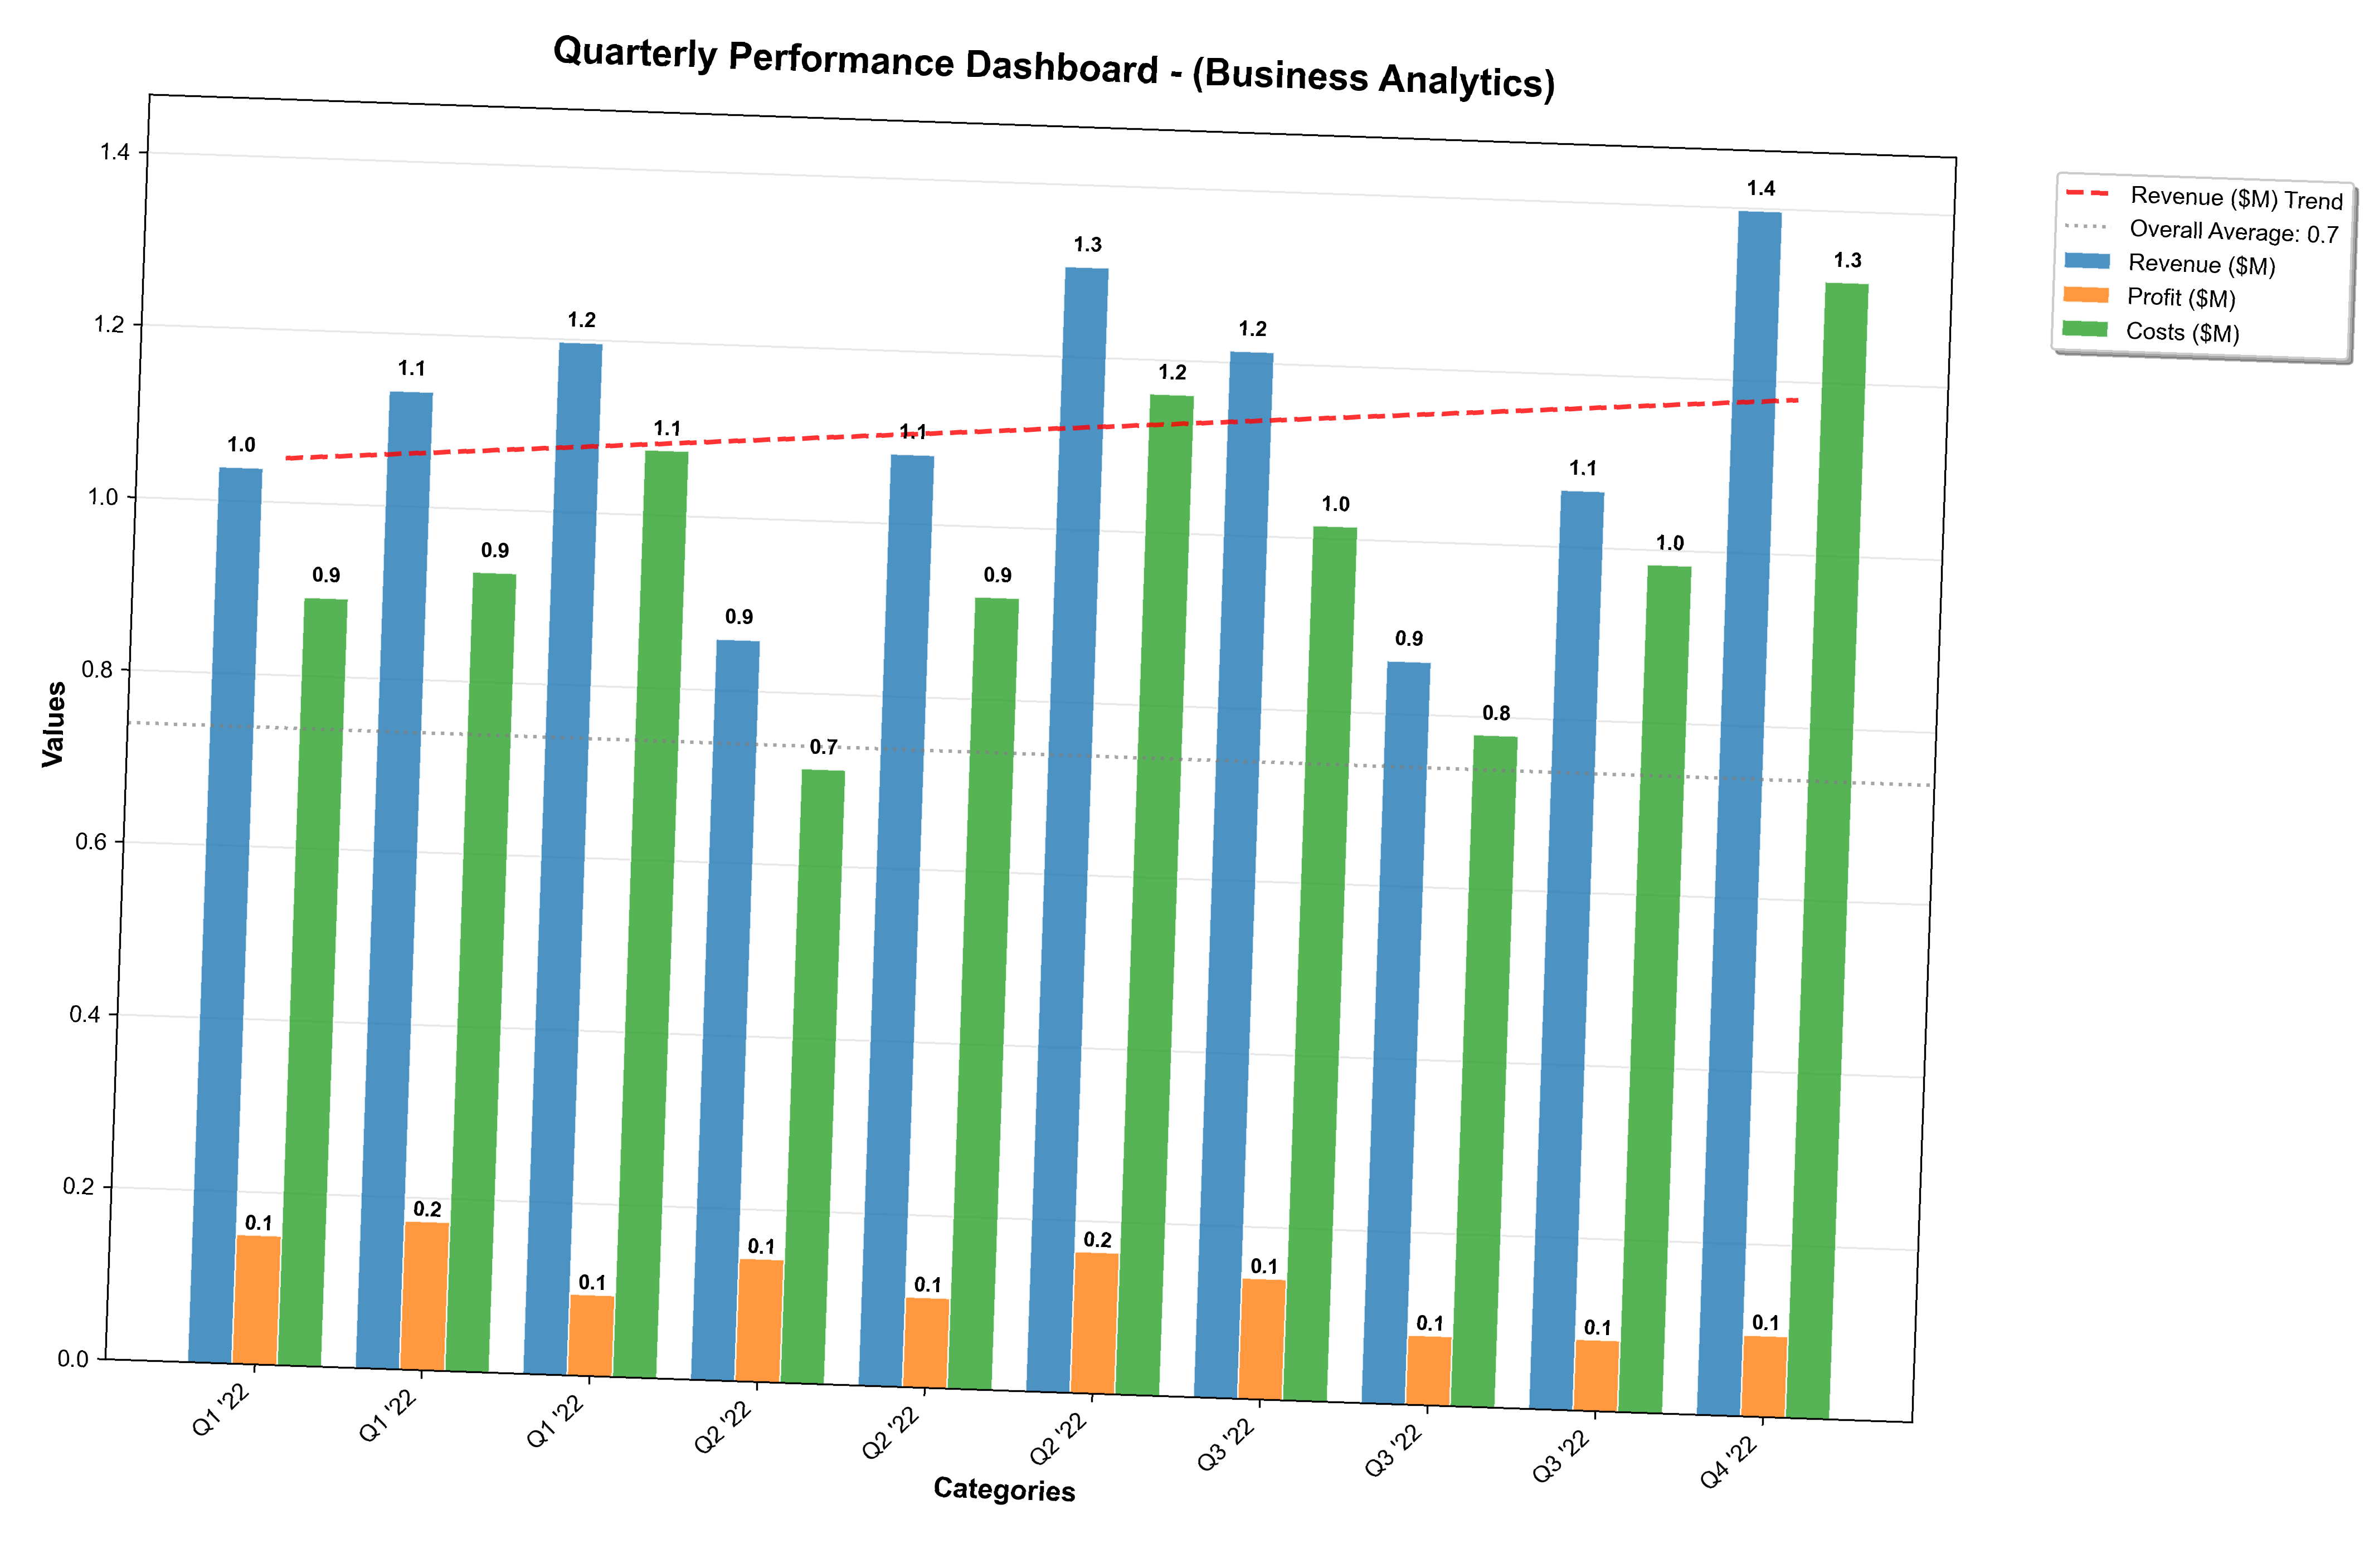 Quarterly Performance Dashboard - (Business Analytics)
Revenue ($M) Trend
Overall Average: 0.7
Revenue ($M)
Profit ($M)
Costs ($M)
Values
1.4
1.2
1.0
0.8
0.6
0.4
0.2
0.0
1.0
0.1
0.9
1.1
0.2
0.9
1.2
0.1
1.1
0.9
0.1
0.7
1.1
0.1
0.9
1.3
0.2
1.2
1.2
0.1
1.0
0.9
0.1
0.8
1.1
0.1
1.0
1.4
0.1
1.3
Q1 '22
Q1 '22
Q1 '22
Q2 '22
Q2 '22
Q2 '22
Q3 '22
Q3 '22
Q3 '22
Q4 '22
Categories